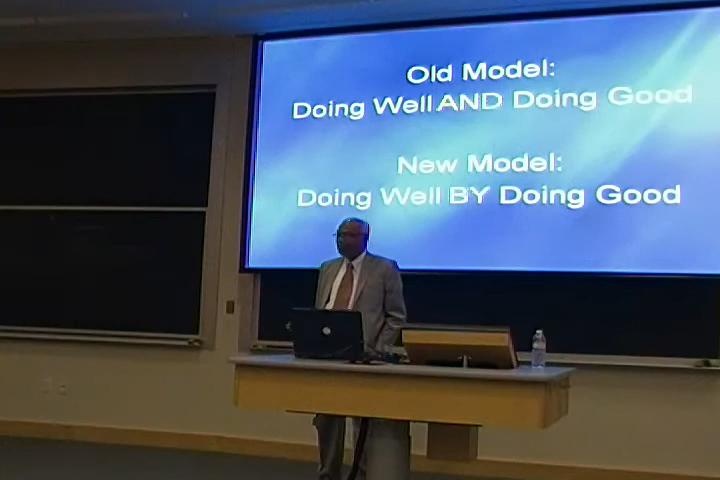 Old Model:
Doing Well AND Doing Good
New Model:
Doing Well BY Doing Good